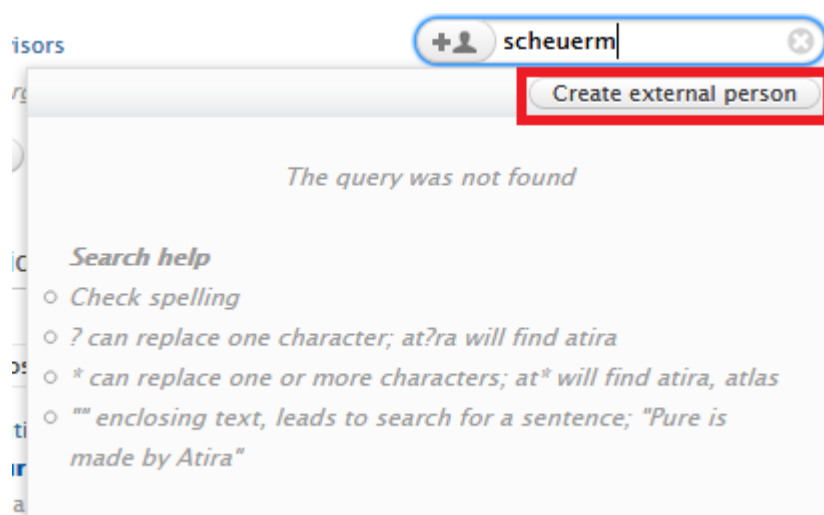 visors
scheuerm
Create external person
The query was not found
Search help
Check spelling
? can replace one character; at?ra will find atira
* can replace one or more characters; at* will find atira, atlas
"" enclosing text, leads to search for a sentence; "Pure is
made by Atira"